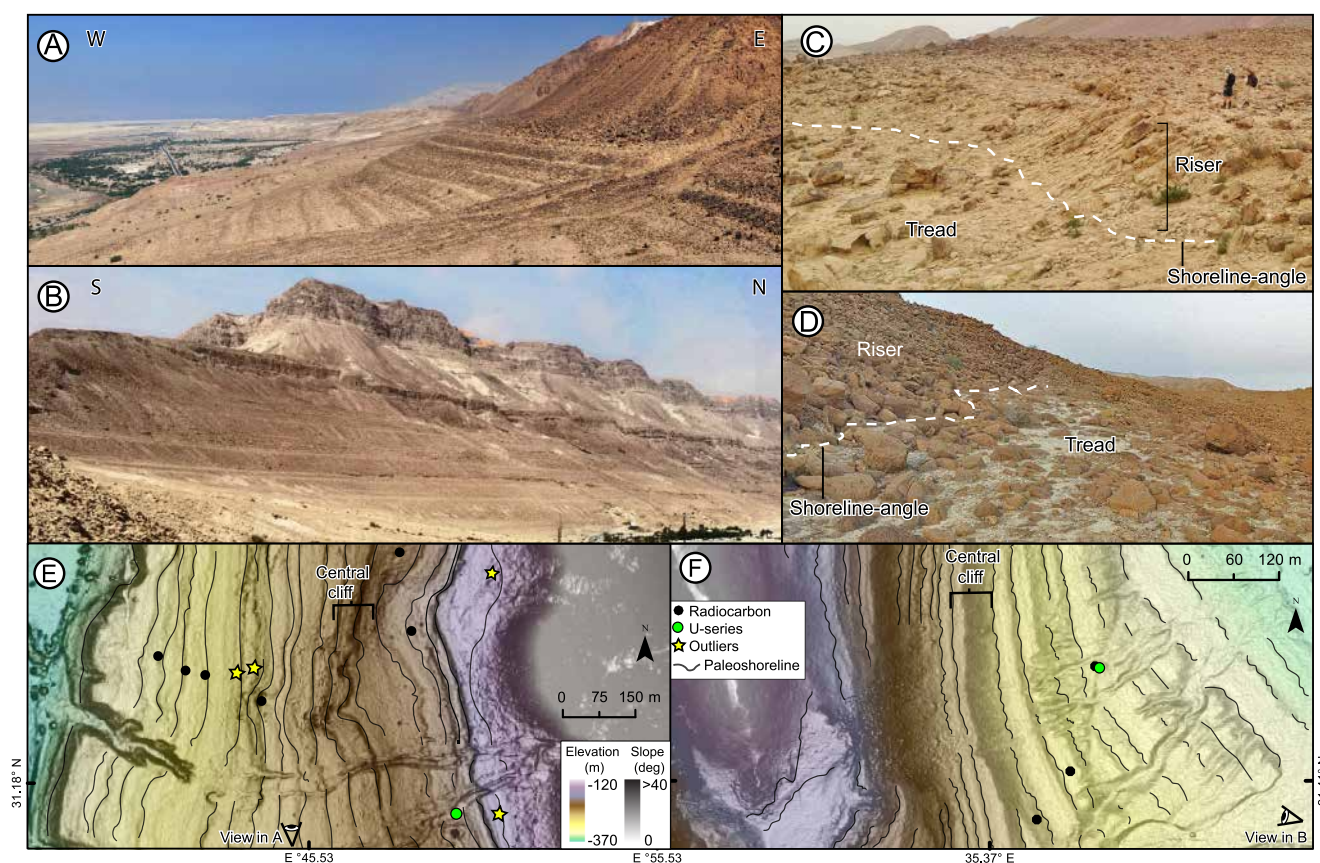 A
W
E
B
S
N
C
Riser
Tread
Shoreline-angle
D
Riser
Tread
Shoreline-angle
E
Central
cliff
N
0 75 150 m
Elevation
(m)
-120
-370
Slope
(deg)
>40
0
View in A
31.18° N
E °45.53
E °55.53
F
Radiocarbon
U-series
Outliers
Paleoshoreline
Central
cliff
0 60 120 m
N
View in B
35.37° E